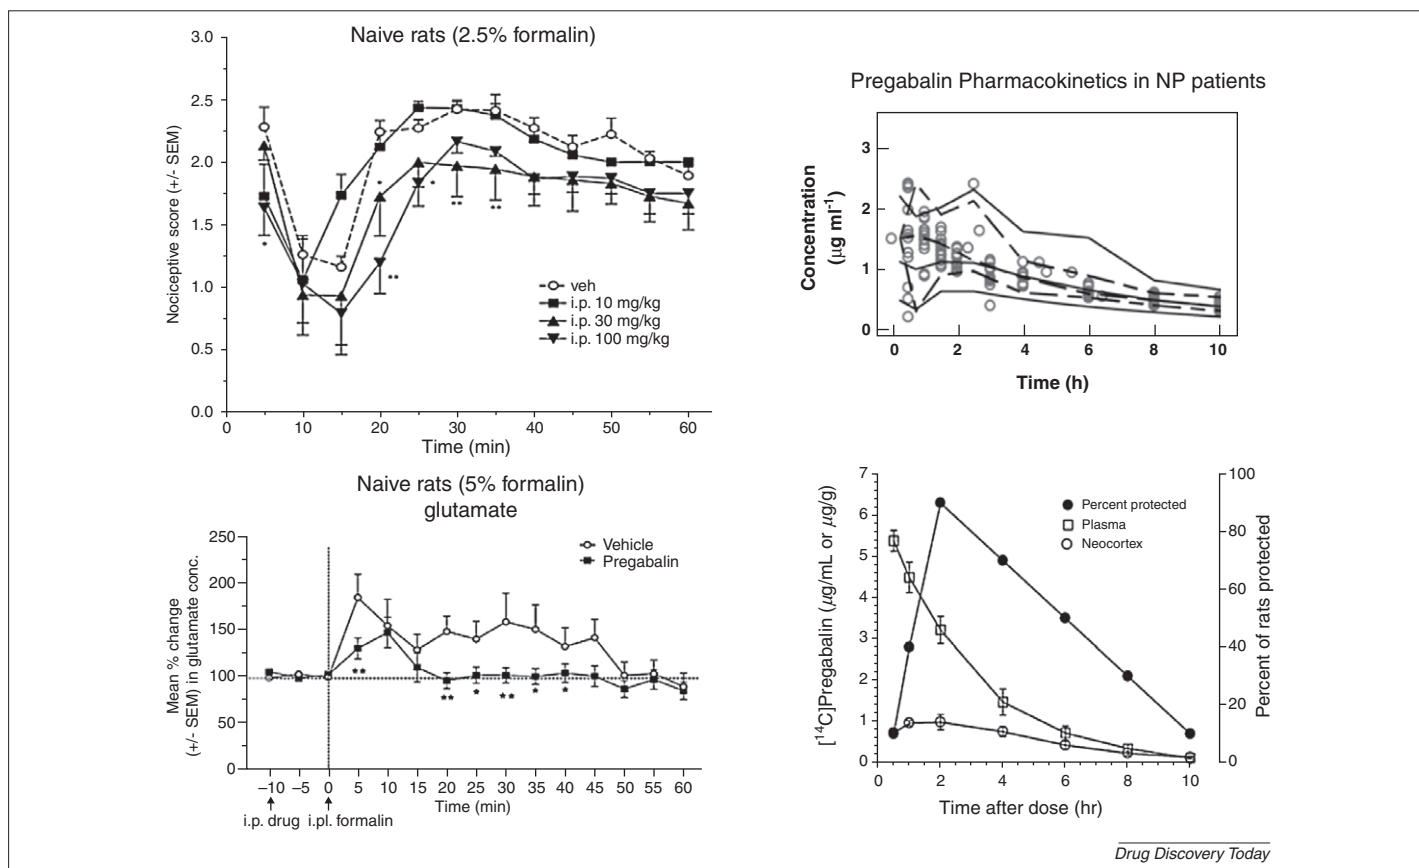 Naive rats (2.5% formalin)
Nociceptive score (+/- SEM)
3.0
2.5
2.0
1.5
1.0
0.5
0.0
* * * ** ** **
veh
i.p. 10 mg/kg
i.p. 30 mg/kg
i.p. 100 mg/kg
0 10 20 30 40 50 60
Time (min)
Pregabalin Pharmacokinetics in NP patients
Concentration
(μg ml-1)
3
2
1
0
0 2 4 6 8 10
Time (h)
Naive rats (5% formalin)
glutamate
Mean % change
(+/- SEM) in glutamate conc.
250
200
150
100
75
50
0
Vehicle
Pregabalin
** ** * ** * *
–10 –5 0 5 10 15 20 25 30 35 40 45 50 55 60
Time (min)
i.p. drug i.pl. formalin
[14C]Pregabalin (μg/mL or μg/g)
7
6
5
4
3
2
1
0
Percent protected
Plasma
Neocortex
100
80
60
40
20
0
Percent of rats protected
0 2 4 6 8 10
Time after dose (hr)
Drug Discovery Today